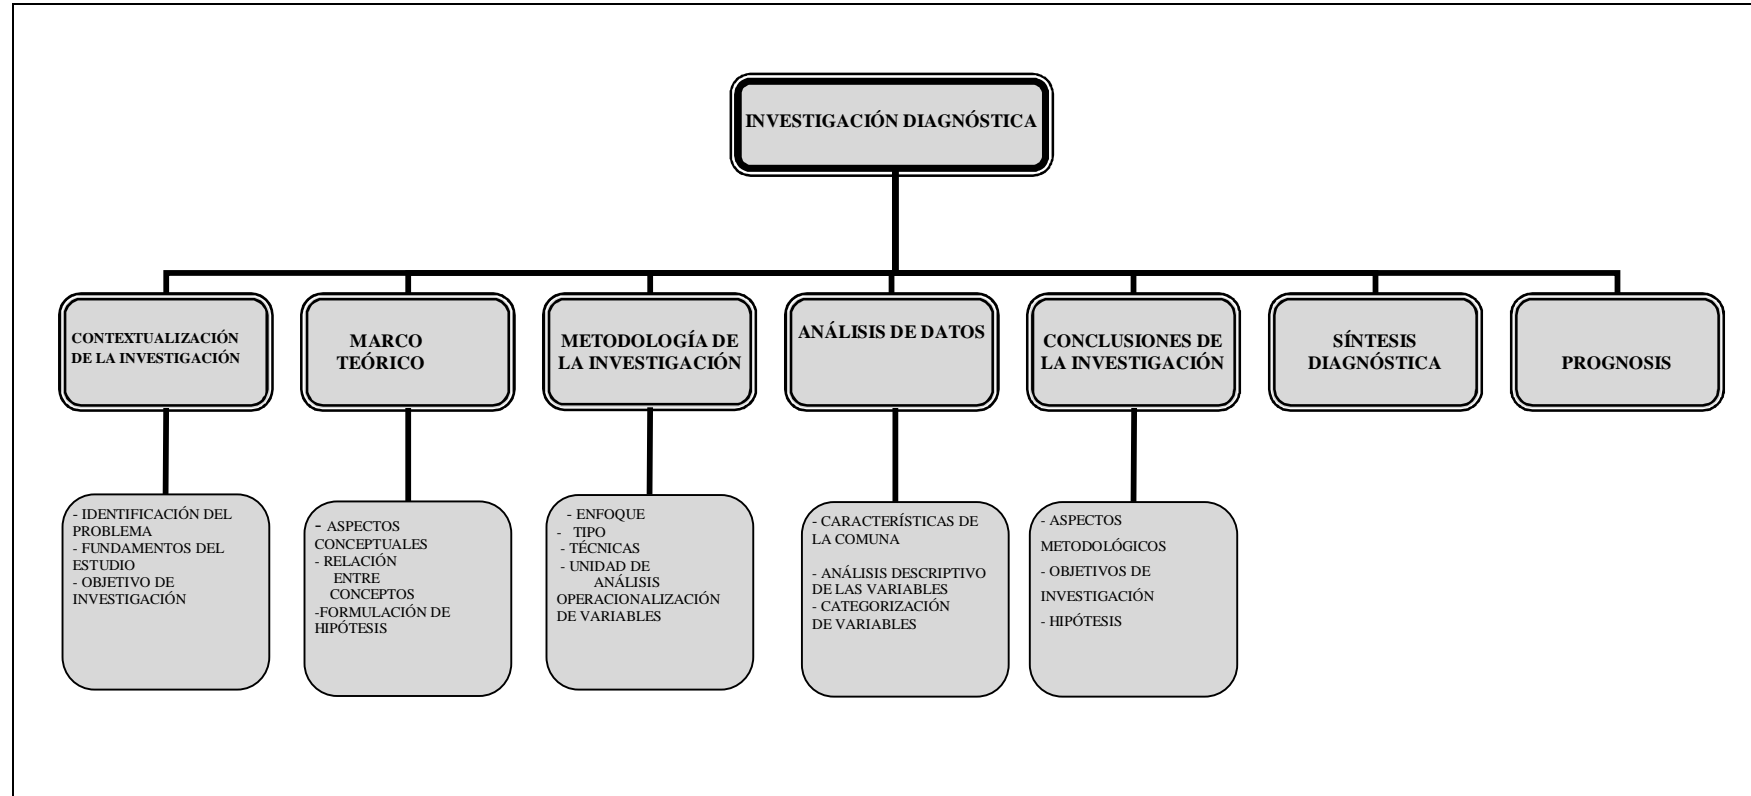 INVESTIGACIÓN DIAGNÓSTICA
CONTEXTUALIZACIÓN
DE LA INVESTIGACIÓN
MARCO
TEÓRICO
METODOLOGÍA DE
LA INVESTIGACIÓN
ANÁLISIS DE DATOS
CONCLUSIONES DE
LA INVESTIGACIÓN
SÍNTESIS
DIAGNÓSTICA
PROGNOSIS
- IDENTIFICACIÓN DEL
PROBLEMA
- FUNDAMENTOS DEL
ESTUDIO
- OBJETIVO DE
INVESTIGACIÓN
- ASPECTOS
CONCEPTUALES
- RELACIÓN
ENTRE
CONCEPTOS
-FORMULACIÓN DE
HIPÓTESIS
- ENFOQUE
- TIPO
- TÉCNICAS
- UNIDAD DE
ANÁLISIS
OPERACIONALIZACIÓN
DE VARIABLES
- CARACTERÍSTICAS DE
LA COMUNA
- ANÁLISIS DESCRIPTIVO
DE LAS VARIABLES
- CATEGORIZACIÓN
DE VARIABLES
- ASPECTOS
METODOLÓGICOS
- OBJETIVOS DE
INVESTIGACIÓN
- HIPÓTESIS